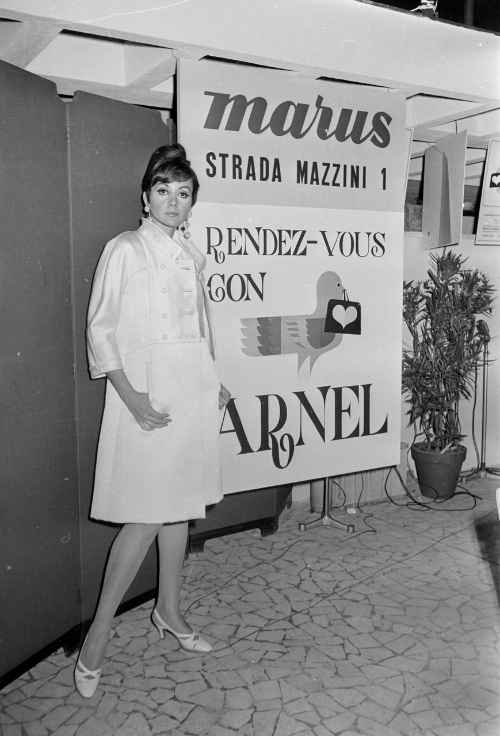 marus
STRADA MAZZINI 1
RENDEZ-VOUS
CON
ARNEL